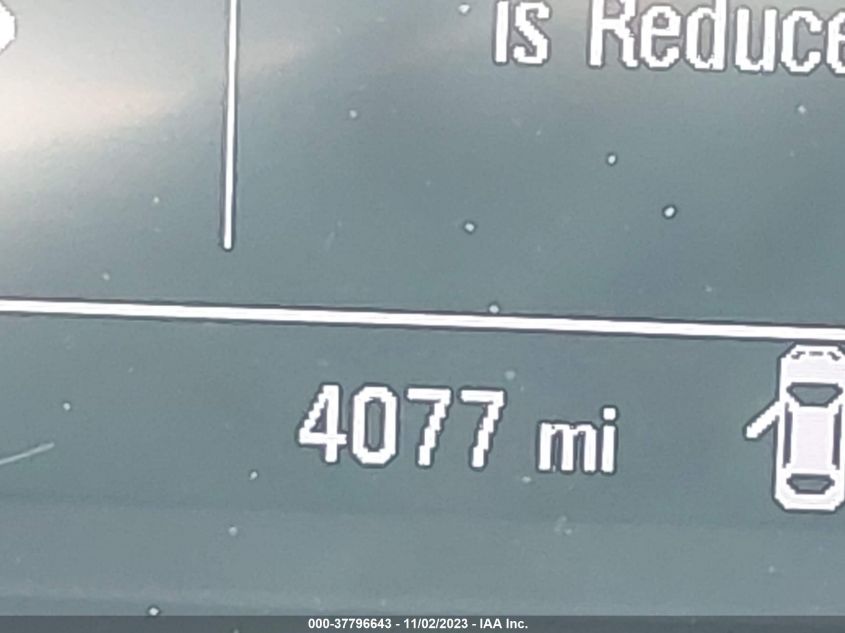 is Reduce
4077 mi
000-37796643 - 11/02/2023 - IAA Inc.